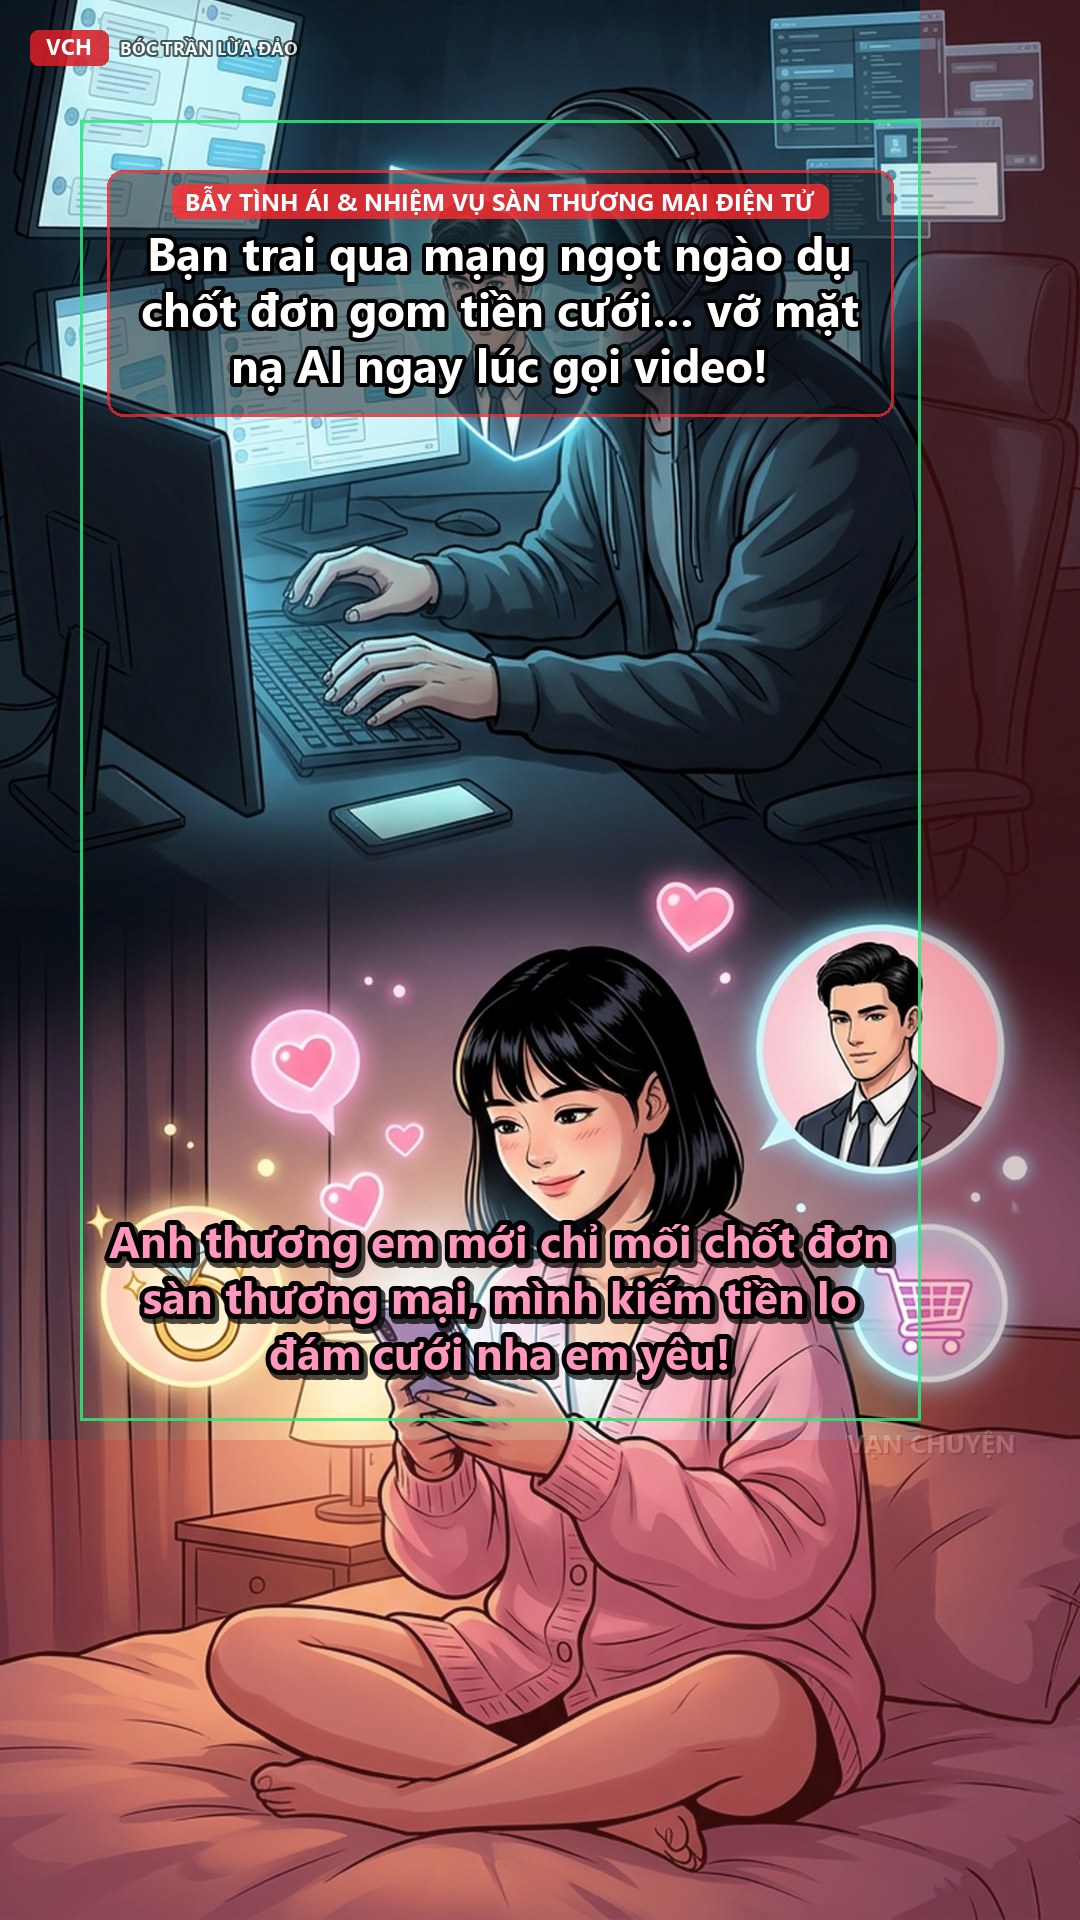 VCH BÓC TRẦN LỪA ĐẢO
BẪY TÌNH ÁI & NHIỆM VỤ SÀN THƯƠNG MẠI ĐIỆN TỬ
Bạn trai qua mạng ngọt ngào dụ
chốt đơn gom tiền cưới... vỡ mặt
nạ AI ngay lúc gọi video!
Anh thương em mới chỉ mối chốt đơn
sàn thương mại, mình kiếm tiền lo
đám cưới nha em yêu!
VẠN CHUYỆN